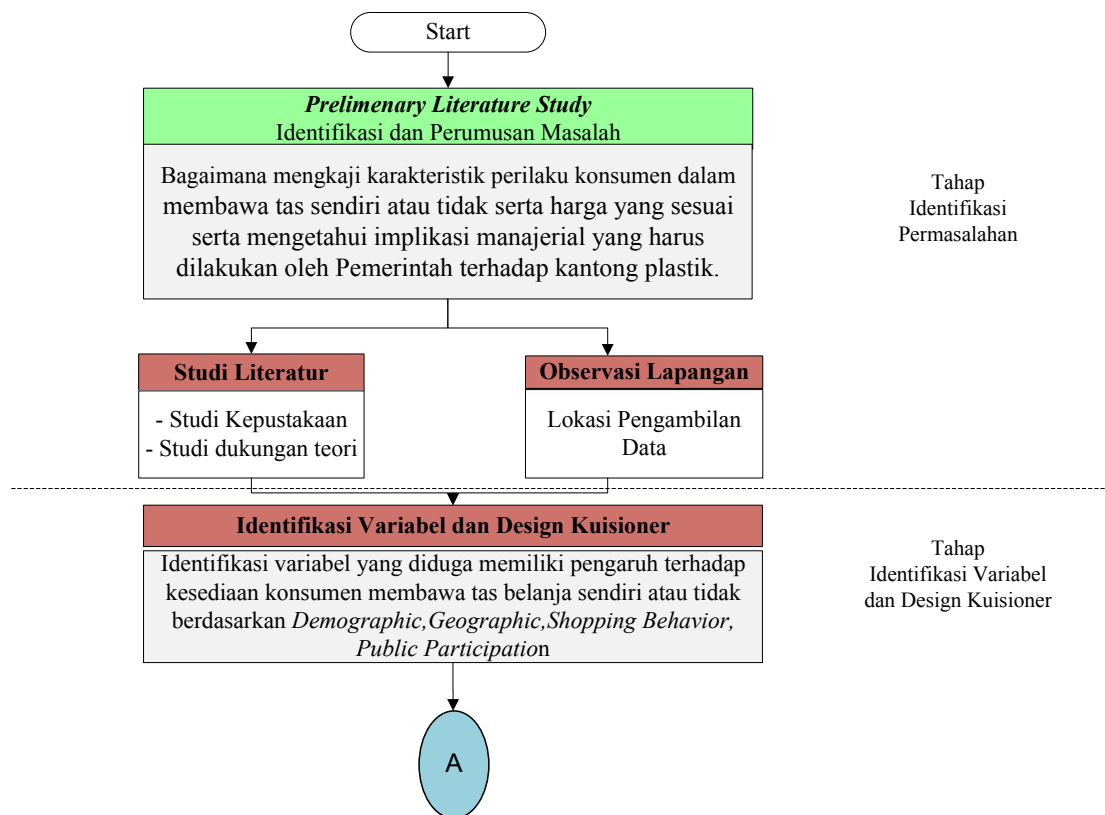 Start
Prelimenary Literature Study
Identifikasi dan Perumusan Masalah
Bagaimana mengkaji karakteristik perilaku konsumen dalam
membawa tas sendiri atau tidak serta harga yang sesuai
serta mengetahui implikasi manajerial yang harus
dilakukan oleh Pemerintah terhadap kantong plastik.
Tahap
Identifikasi
Permasalahan
Studi Literatur
- Studi Kepustakaan
- Studi dukungan teori
Observasi Lapangan
Lokasi Pengambilan
Data
Identifikasi Variabel dan Design Kuisioner
Identifikasi variabel yang diduga memiliki pengaruh terhadap
kesediaan konsumen membawa tas belanja sendiri atau tidak
berdasarkan Demographic,Geographic,Shopping Behavior,
Public Participation
Tahap
Identifikasi Variabel
dan Design Kuisioner
A